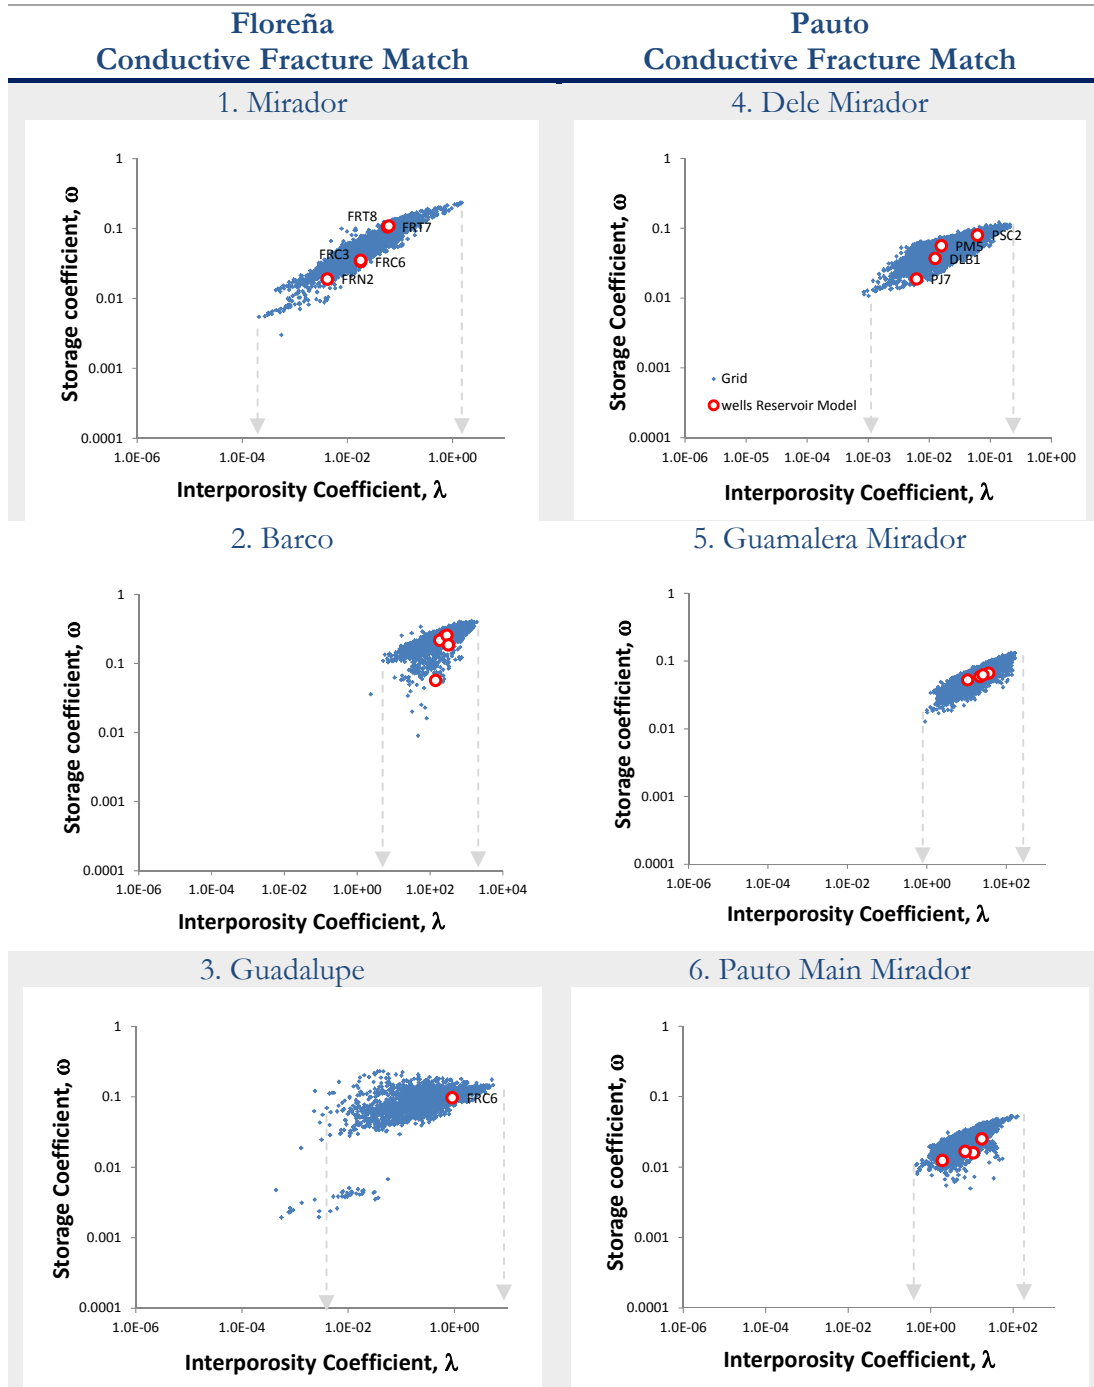 Floreña
Conductive Fracture Match
Pauto
Conductive Fracture Match
1. Mirador
Storage coefficient, ω
1
0.1
0.01
0.001
0.0001
FRT8
FRT7
FRC3
FRC6
FRN2
1.0E-06 1.0E-04 1.0E-02 1.0E+00
Interporosity Coefficient, λ
4. Dele Mirador
Storage Coefficient, ω
1
0.1
0.01
0.001
0.0001
PSC2
PM5
DLB1
PJ7
Grid
wells Reservoir Model
1.0E-06 1.0E-05 1.0E-04 1.0E-03 1.0E-02 1.0E-01 1.0E+00
Interporosity Coefficient, λ
2. Barco
Storage coefficient, ω
1
0.1
0.01
0.001
0.0001
1.0E-06 1.0E-04 1.0E-02 1.0E+00 1.0E+02 1.0E+04
Interporosity Coefficient, λ
5. Guamalera Mirador
Storage coefficient, ω
1
0.1
0.01
0.001
0.0001
1.0E-06 1.0E-04 1.0E-02 1.0E+00 1.0E+02
Interporosity Coefficient, λ
3. Guadalupe
Storage Coefficient, ω
1
0.1
0.01
0.001
0.0001
FRC6
1.0E-06 1.0E-04 1.0E-02 1.0E+00
Interporosity Coefficient, λ
6. Pauto Main Mirador
Storage coefficient, ω
1
0.1
0.01
0.001
0.0001
1.0E-06 1.0E-04 1.0E-02 1.0E+00 1.0E+02
Interporosity Coefficient, λ